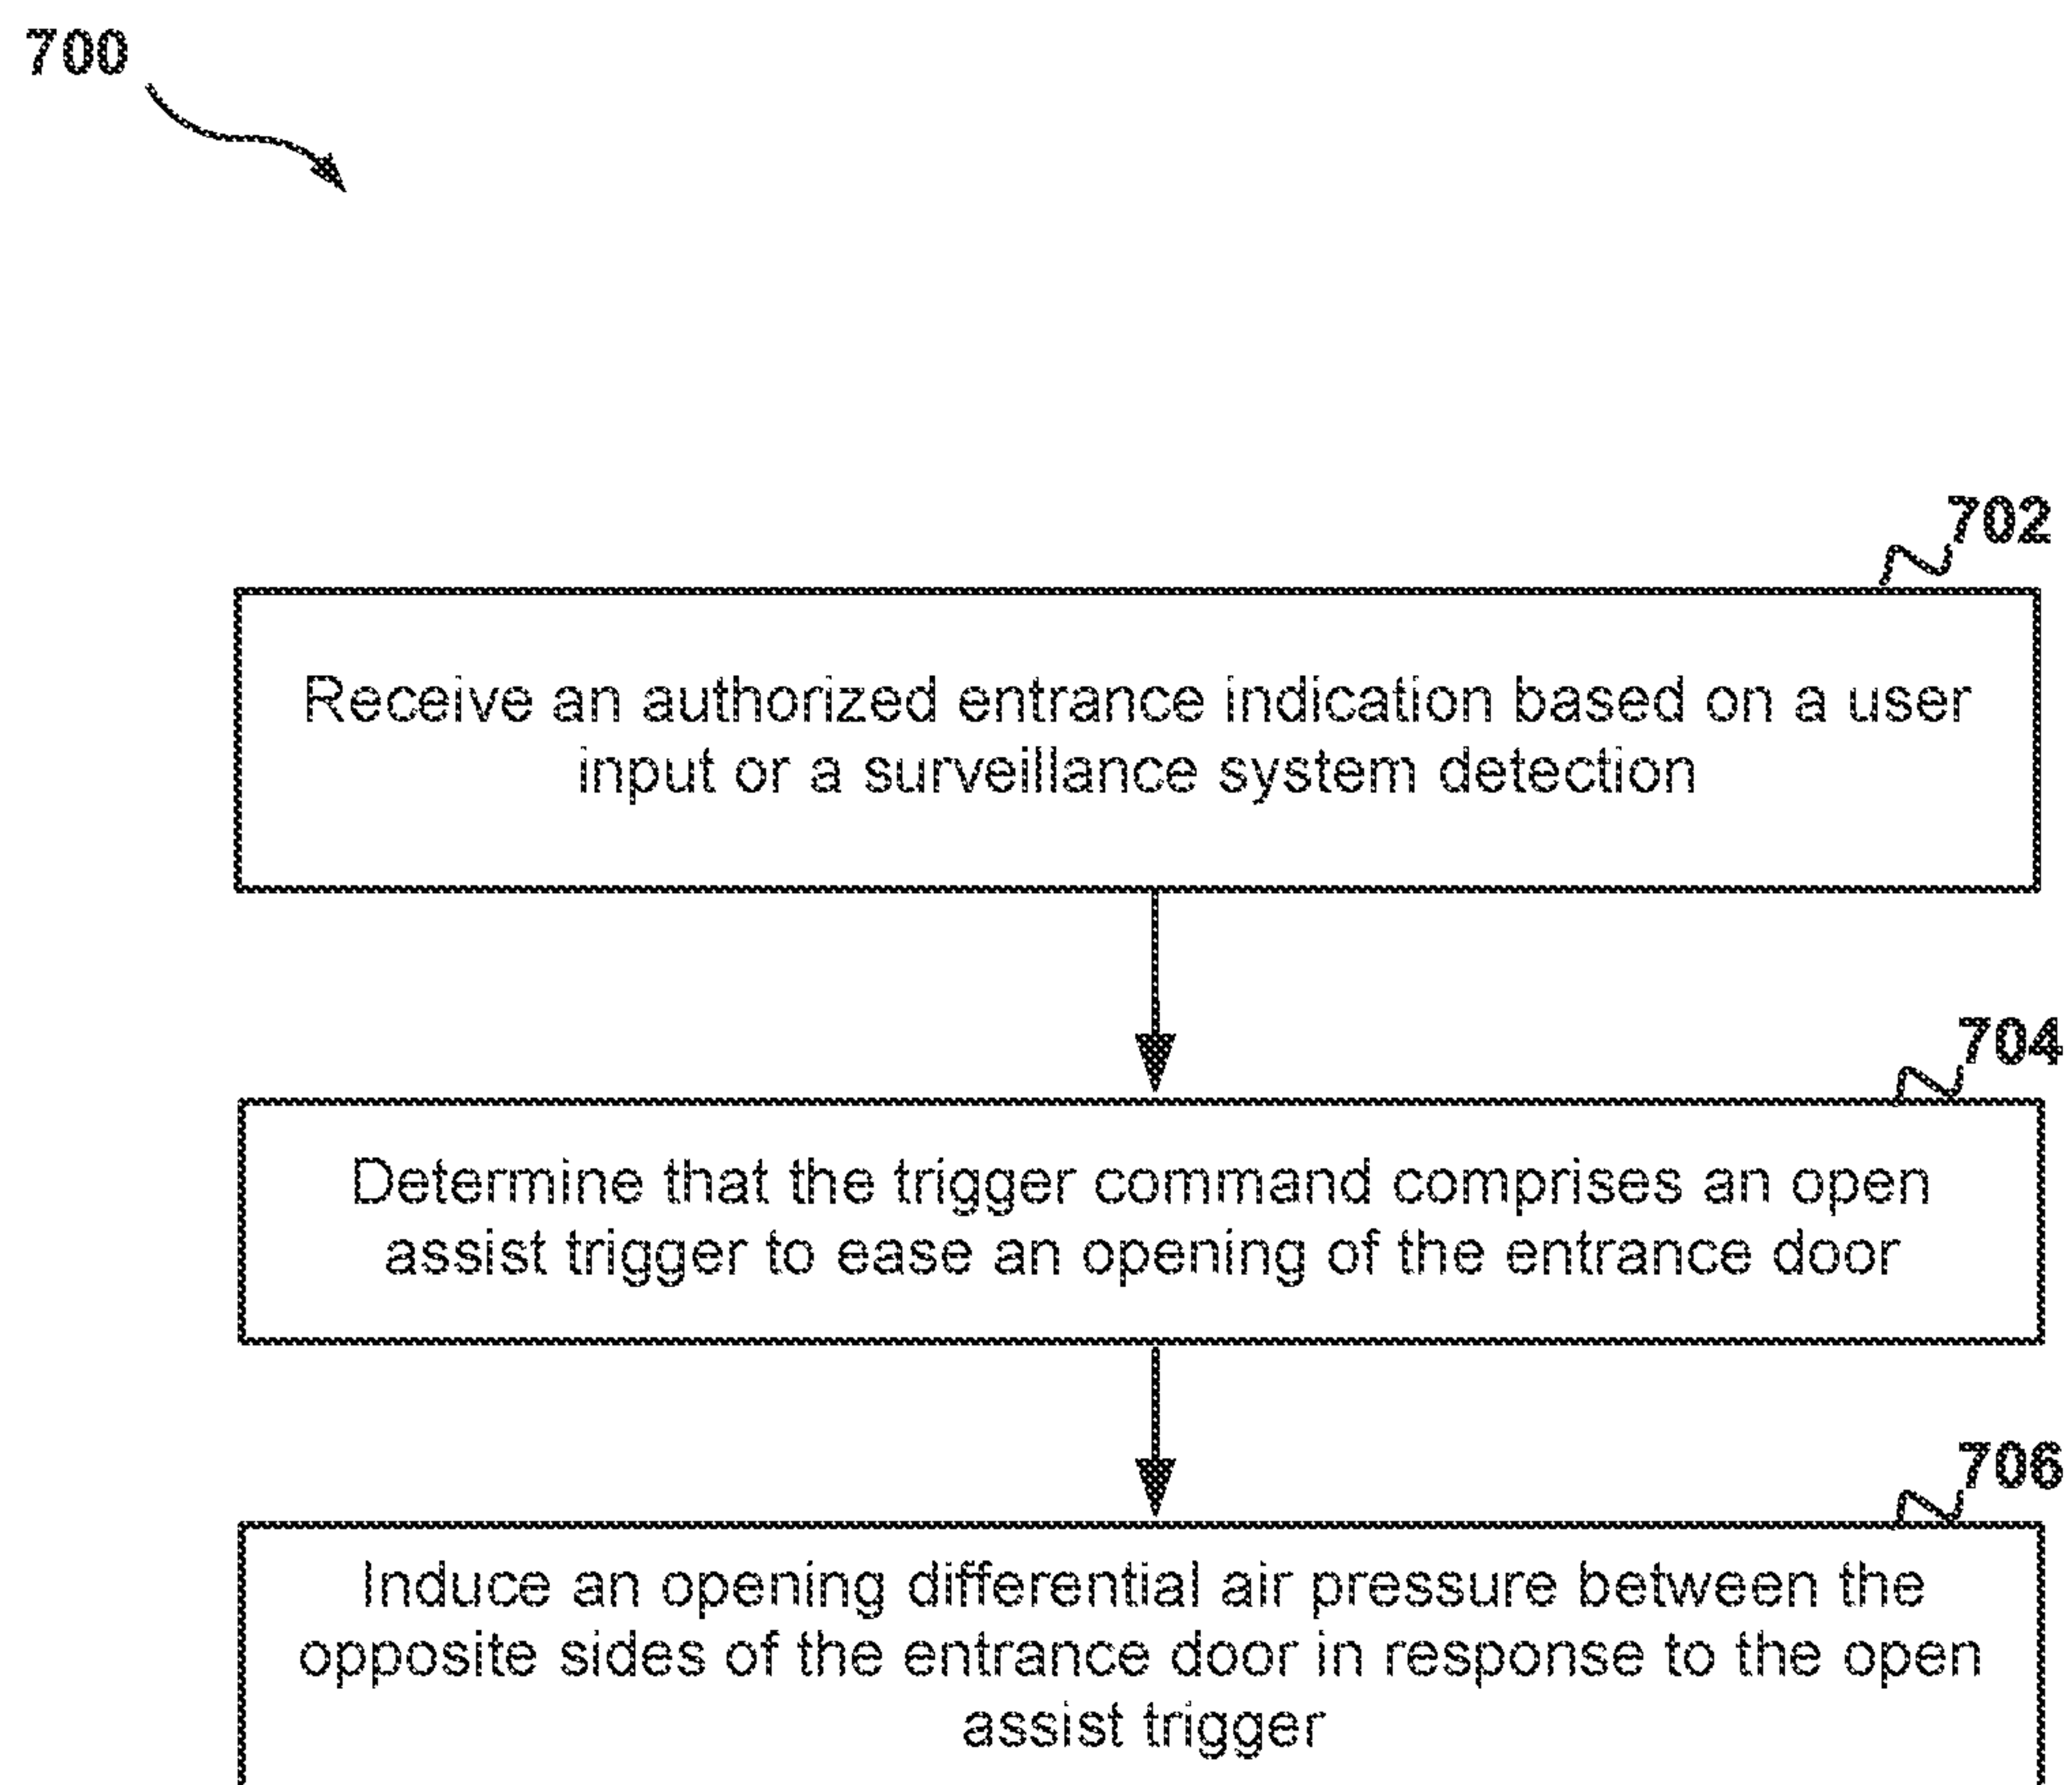 700
702
Receive an authorized entrance indication based on a user
input or a surveillance system detection
704
Determine that the trigger command comprises an open
assist trigger to ease an opening of the entrance door
706
Induce an opening differential air pressure between the
opposite sides of the entrance door in response to the open
assist trigger